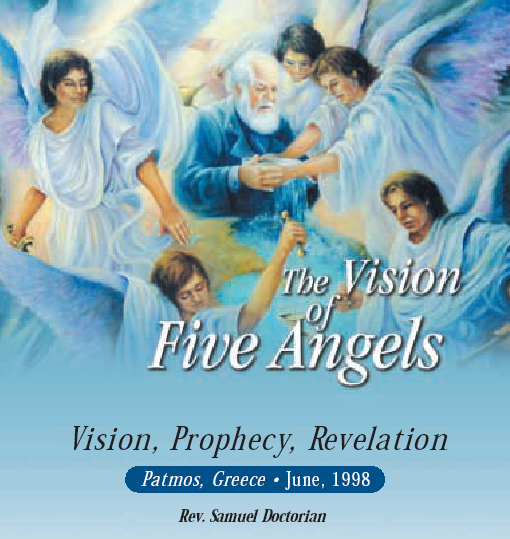 The Vision
of
Five Angels
Vision, Prophecy, Revelation
Patmos, Greece • June, 1998
Rev. Samuel Doctorian